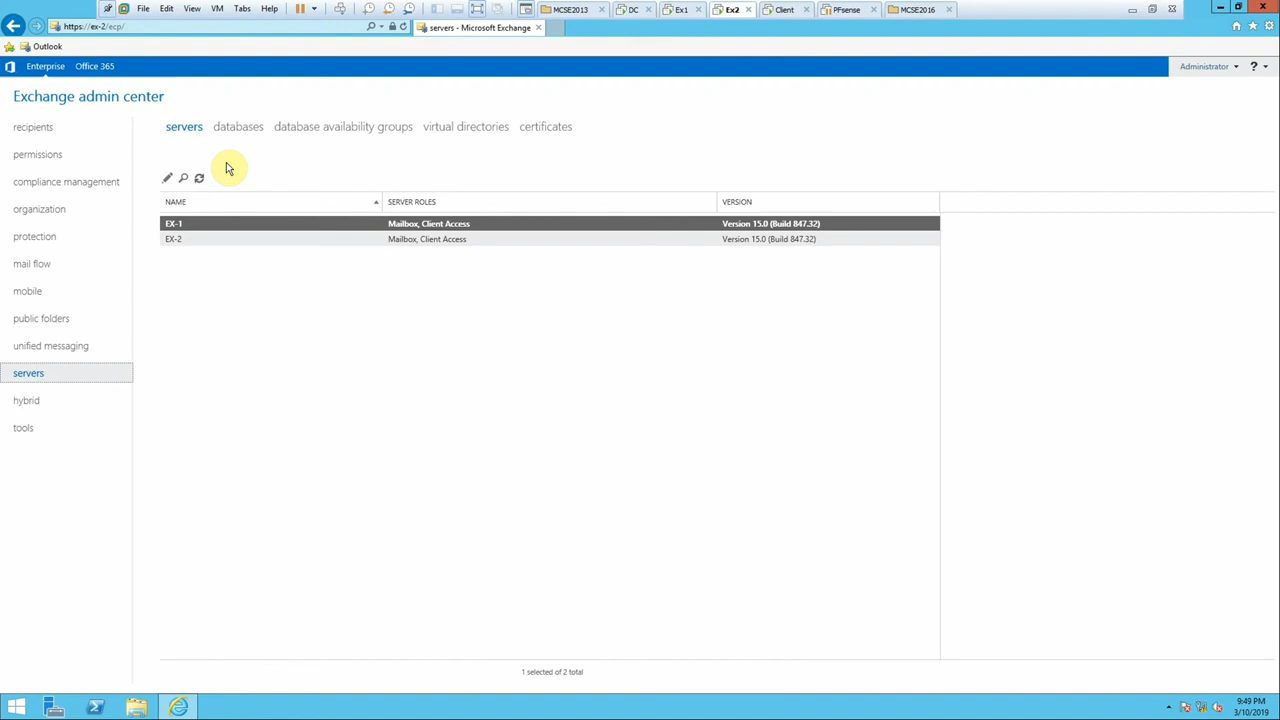 File Edit View VM Tabs Help MCSE2013 DC Ex1 Ex2 Client PFsense MCSE2016
https://ex-2/ecp/ servers - Microsoft Exchange
Outlook
Enterprise Office 365 Administrator ?
Exchange admin center
recipients
permissions
compliance management
organization
protection
mail flow
mobile
public folders
unified messaging
servers
hybrid
tools
servers databases database availability groups virtual directories certificates
NAME SERVER ROLES VERSION
EX-1 Mailbox, Client Access Version 15.0 (Build 847.32)
EX-2 Mailbox, Client Access Version 15.0 (Build 847.32)
1 selected of 2 total
9:49 PM
3/10/2019